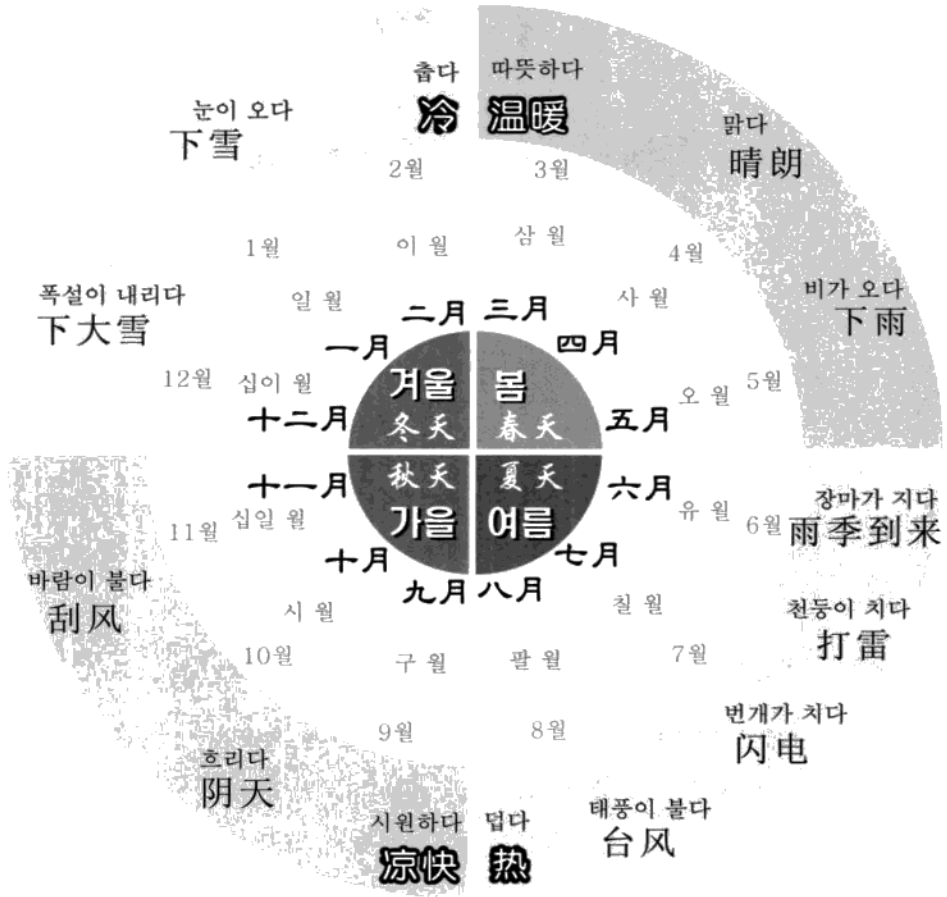 춥다
冷
따뜻하다
温暖
맑다
晴朗
비가 오다
下雨
장마가 지다
雨季到来
천둥이 치다
打雷
번개가 치다
闪电
태풍이 불다
台风
덥다
热
시원하다
凉快
흐리다
阴天
바람이 불다
刮风
폭설이 내리다
下大雪
눈이 오다
下雪
1월
일 월
一月
2월
이 월
二月
3월
삼 월
三月
4월
사 월
四月
5월
오 월
五月
6월
유 월
六月
7월
칠 월
七月
8월
팔 월
八月
9월
구 월
九月
10월
시 월
十月
11월
십일 월
十一月
12월
십이 월
十二月
겨울
冬天
봄
春天
夏天
여름
秋天
가을